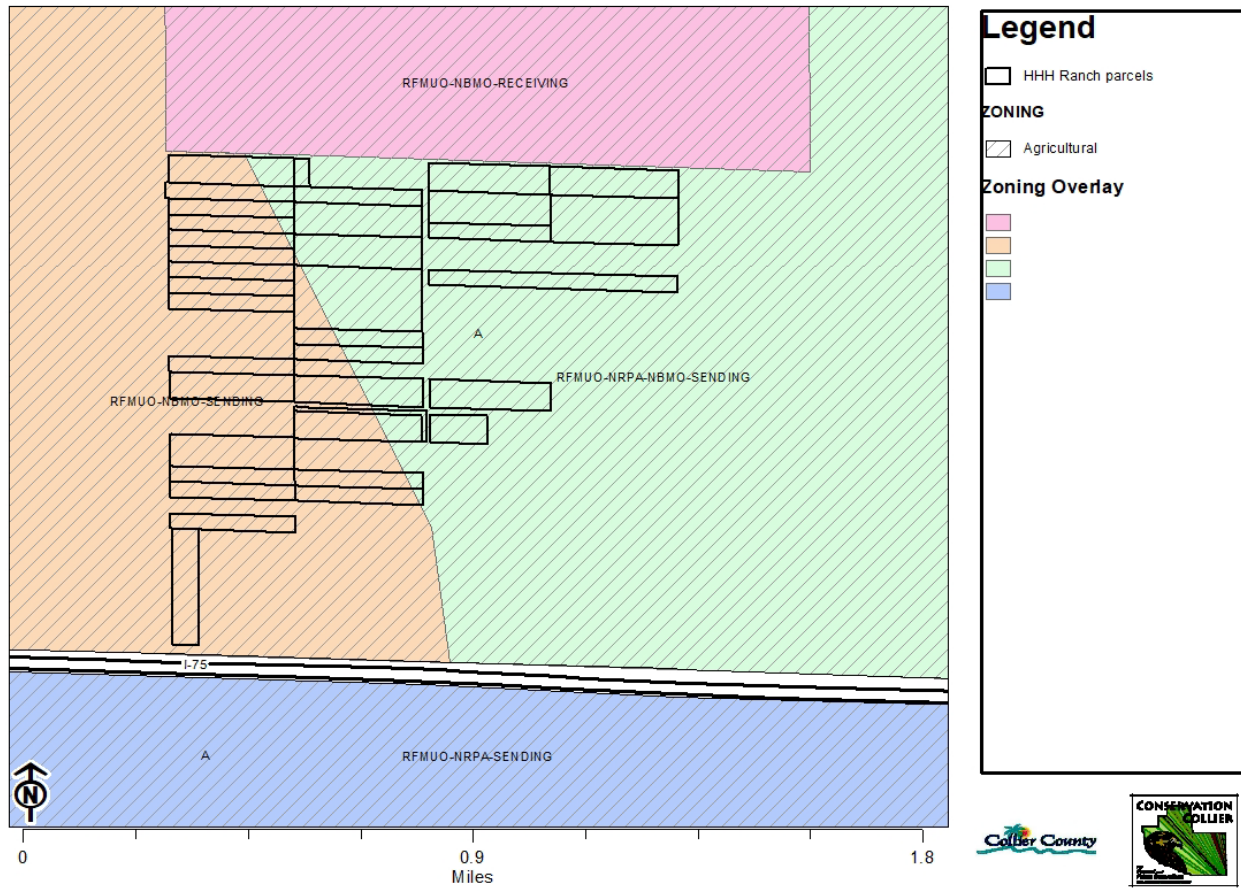 RFMUO-NBMO-RECEIVING
A
RFMUO-NRPA-NBMO-SENDING
RFMUO-NBMO-SENDING
I-75
A
RFMUO-NRPA-SENDING
N
0
0.9
1.8
Miles
Legend
HHH Ranch parcels
ZONING
Agricultural
Zoning Overlay
Collier County
CONSERVATION
COLLIER